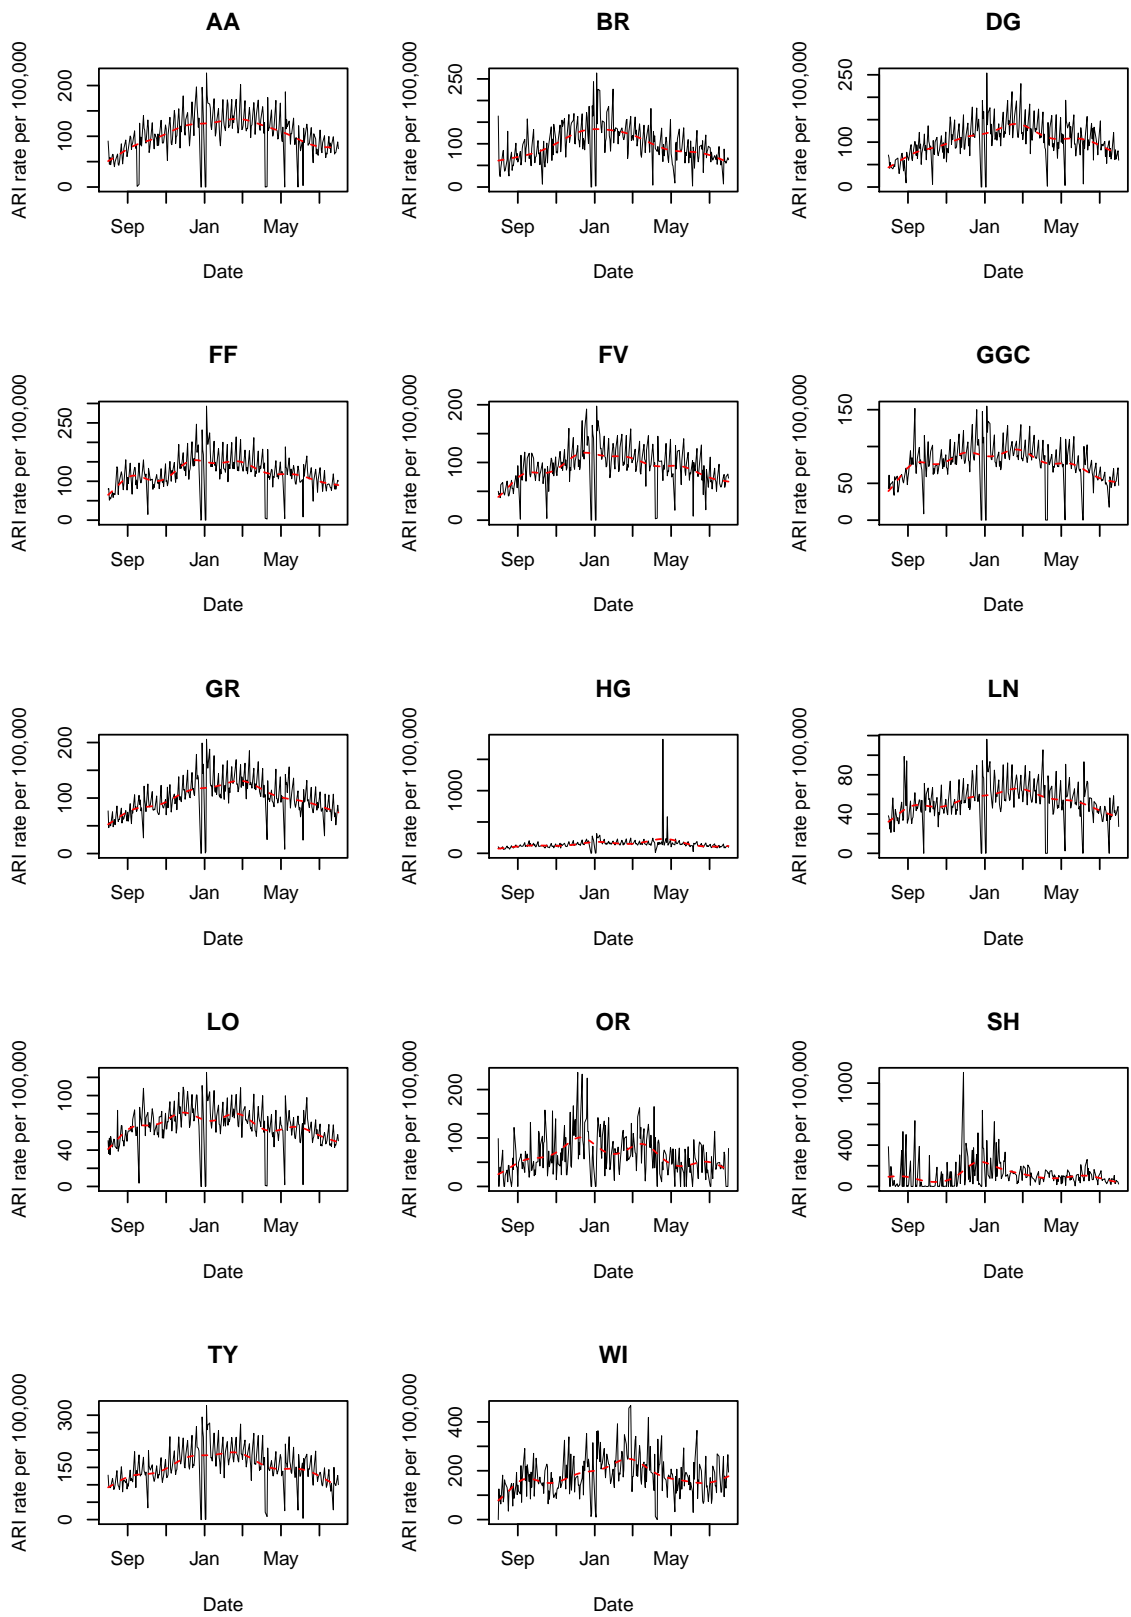 AA
ARI rate per 100,000
0 100 200
Sep Jan May
Date
BR
ARI rate per 100,000
0 100 250
Sep Jan May
Date
DG
ARI rate per 100,000
0 100 250
Sep Jan May
Date
FF
ARI rate per 100,000
0 100 250
Sep Jan May
Date
FV
ARI rate per 100,000
0 100 200
Sep Jan May
Date
GGC
ARI rate per 100,000
0 50 150
Sep Jan May
Date
GR
ARI rate per 100,000
0 100 200
Sep Jan May
Date
HG
ARI rate per 100,000
0 1000
Sep Jan May
Date
LN
ARI rate per 100,000
0 40 80
Sep Jan May
Date
LO
ARI rate per 100,000
0 40 100
Sep Jan May
Date
OR
ARI rate per 100,000
0 100 200
Sep Jan May
Date
SH
ARI rate per 100,000
0 400 1000
Sep Jan May
Date
TY
ARI rate per 100,000
0 150 300
Sep Jan May
Date
WI
ARI rate per 100,000
0 200 400
Sep Jan May
Date